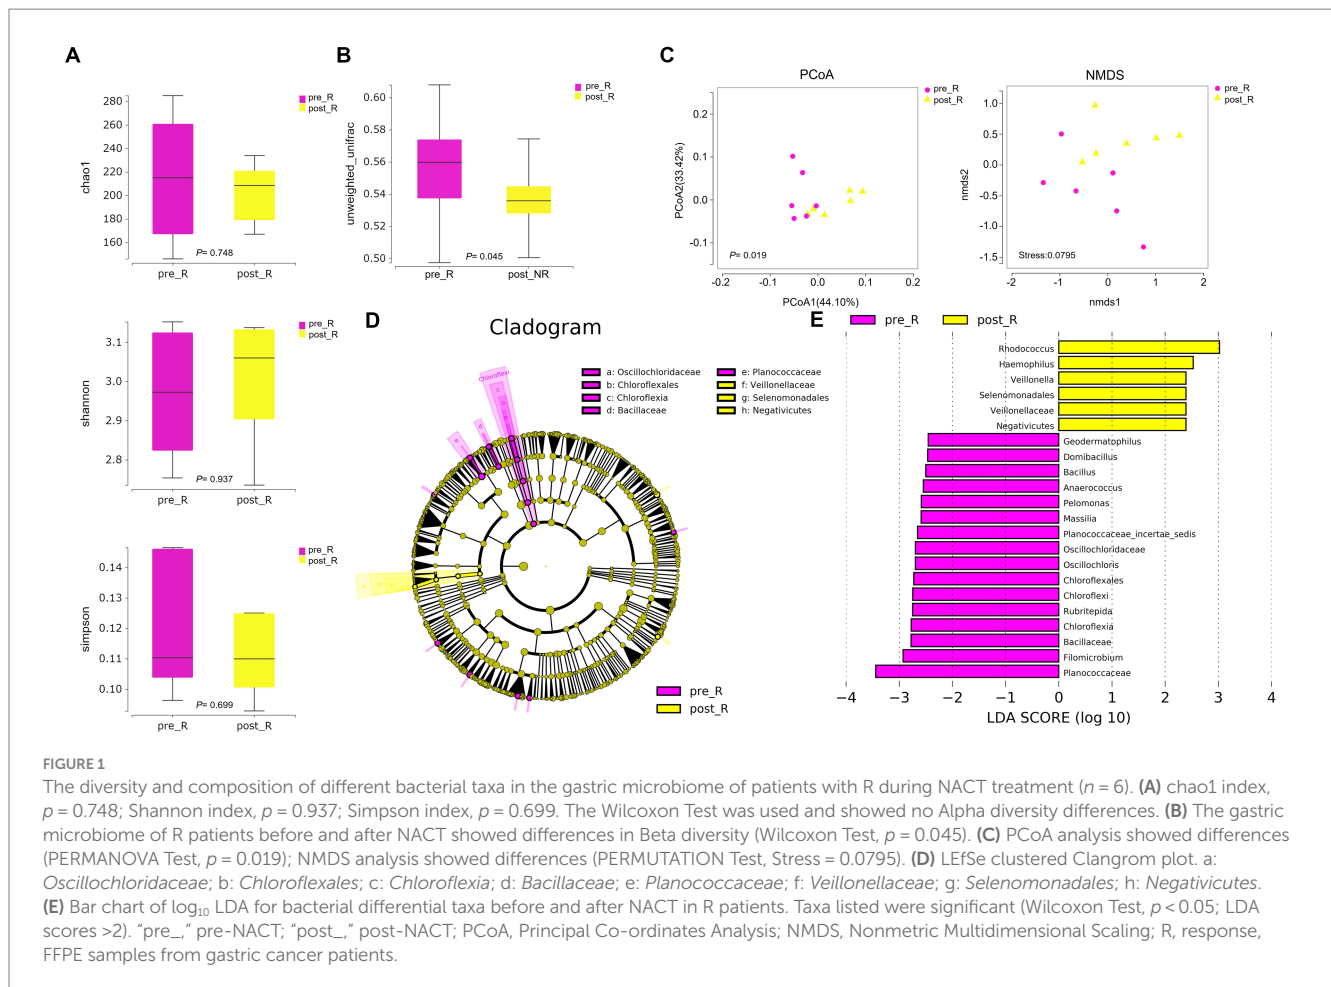 A
pre_R
post_R
280
260
240
220
200
180
160
chao1
P= 0.748
pre_R
post_R
pre_R
post_R
3.1
3.0
2.9
2.8
shannon
P= 0.937
pre_R
post_R
pre_R
post_R
0.14
0.13
0.12
0.11
0.10
simpson
P= 0.699
pre_R
post_R
B
pre_R
post_R
0.60
0.58
0.56
0.54
0.52
0.50
unweighted_unifrac
P= 0.045
pre_R
post_NR
C
PCoA
pre_R
post_R
0.2
0.1
0.0
-0.1
PCoA2(33.42%)
P= 0.019
-0.2
-0.1
0.0
0.1
0.2
PCoA1(44.10%)
NMDS
pre_R
post_R
1.0
0.5
0.0
-0.5
-1.0
-1.5
nmds2
Stress:0.0795
-2
-1
0
1
2
nmds1
D
Cladogram
Chloroflexi
c
b
e
d
a: Oscillochloridaceae
b: Chloroflexales
c: Chloroflexia
d: Bacillaceae
e: Planococcaceae
f: Veillonellaceae
g: Selenomonadales
h: Negativicutes
pre_R
post_R
E
pre_R
post_R
Rhodococcus
Haemophilus
Veillonella
Selenomonadales
Veillonellaceae
Negativicutes
Geodermatophilus
Domibacillus
Bacillus
Anaerococcus
Pelomonas
Massilia
Planococcaceae_incertae_sedis
Oscillochloridaceae
Oscillochloris
Chloroflexales
Chloroflexi
Rubritepida
Chloroflexia
Bacillaceae
Filomicrobium
Planococcaceae
−4
−3
−2
−1
0
1
2
3
4
LDA SCORE (log 10)
FIGURE 1
The diversity and composition of different bacterial taxa in the gastric microbiome of patients with R during NACT treatment (n = 6). (A) chao1 index,
p = 0.748; Shannon index, p = 0.937; Simpson index, p = 0.699. The Wilcoxon Test was used and showed no Alpha diversity differences. (B) The gastric
microbiome of R patients before and after NACT showed differences in Beta diversity (Wilcoxon Test, p = 0.045). (C) PCoA analysis showed differences
(PERMANOVA Test, p = 0.019); NMDS analysis showed differences (PERMUTATION Test, Stress = 0.0795). (D) LEfSe clustered Clangrom plot. a:
Oscillochloridaceae; b: Chloroflexales; c: Chloroflexia; d: Bacillaceae; e: Planococcaceae; f: Veillonellaceae; g: Selenomonadales; h: Negativicutes.
(E) Bar chart of log₁₀ LDA for bacterial differential taxa before and after NACT in R patients. Taxa listed were significant (Wilcoxon Test, p < 0.05; LDA
scores >2). “pre_,” pre-NACT; “post_,” post-NACT; PCoA, Principal Co-ordinates Analysis; NMDS, Nonmetric Multidimensional Scaling; R, response,
FFPE samples from gastric cancer patients.